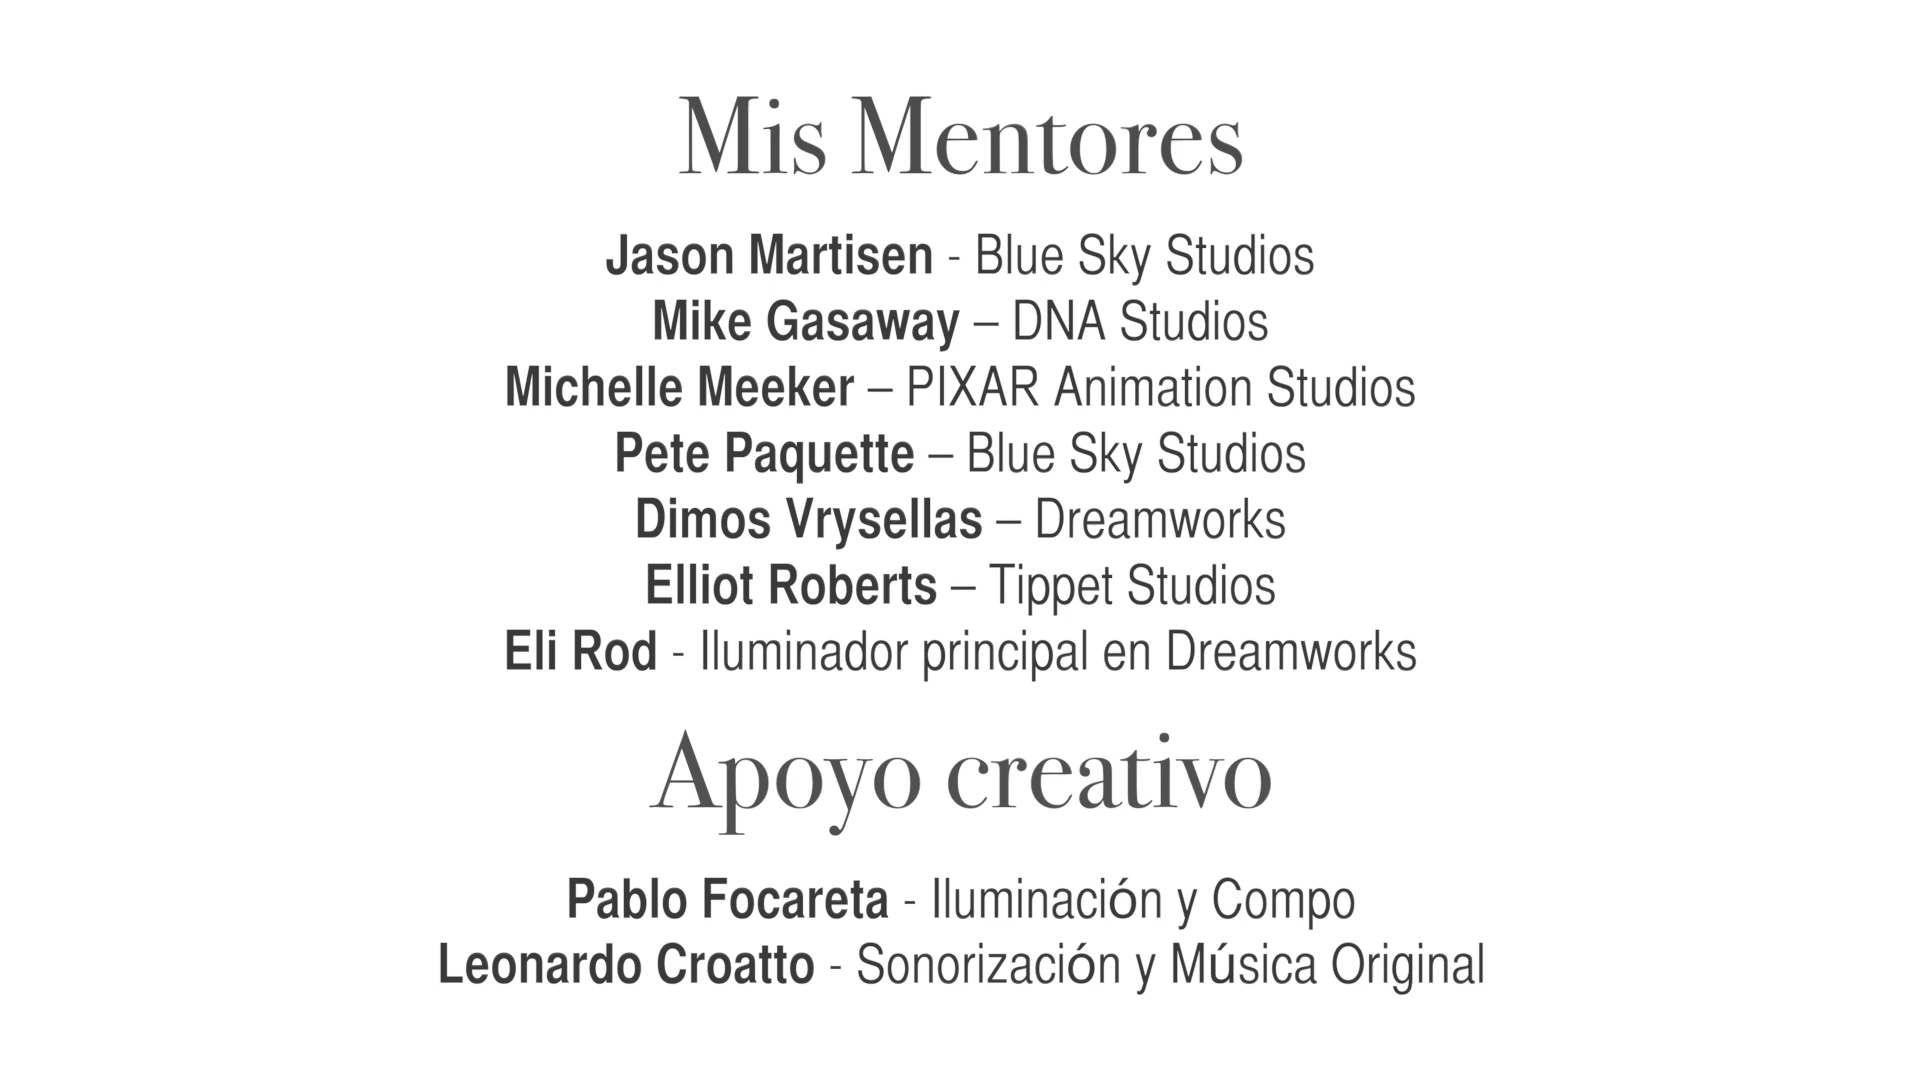 Mis Mentores
Jason Martisen - Blue Sky Studios
Mike Gasaway – DNA Studios
Michelle Meeker – PIXAR Animation Studios
Pete Paquette – Blue Sky Studios
Dimos Vrysellas – Dreamworks
Elliot Roberts – Tippet Studios
Eli Rod - Iluminador principal en Dreamworks
Apoyo creativo
Pablo Focareta - Iluminación y Compo
Leonardo Croatto - Sonorización y Música Original